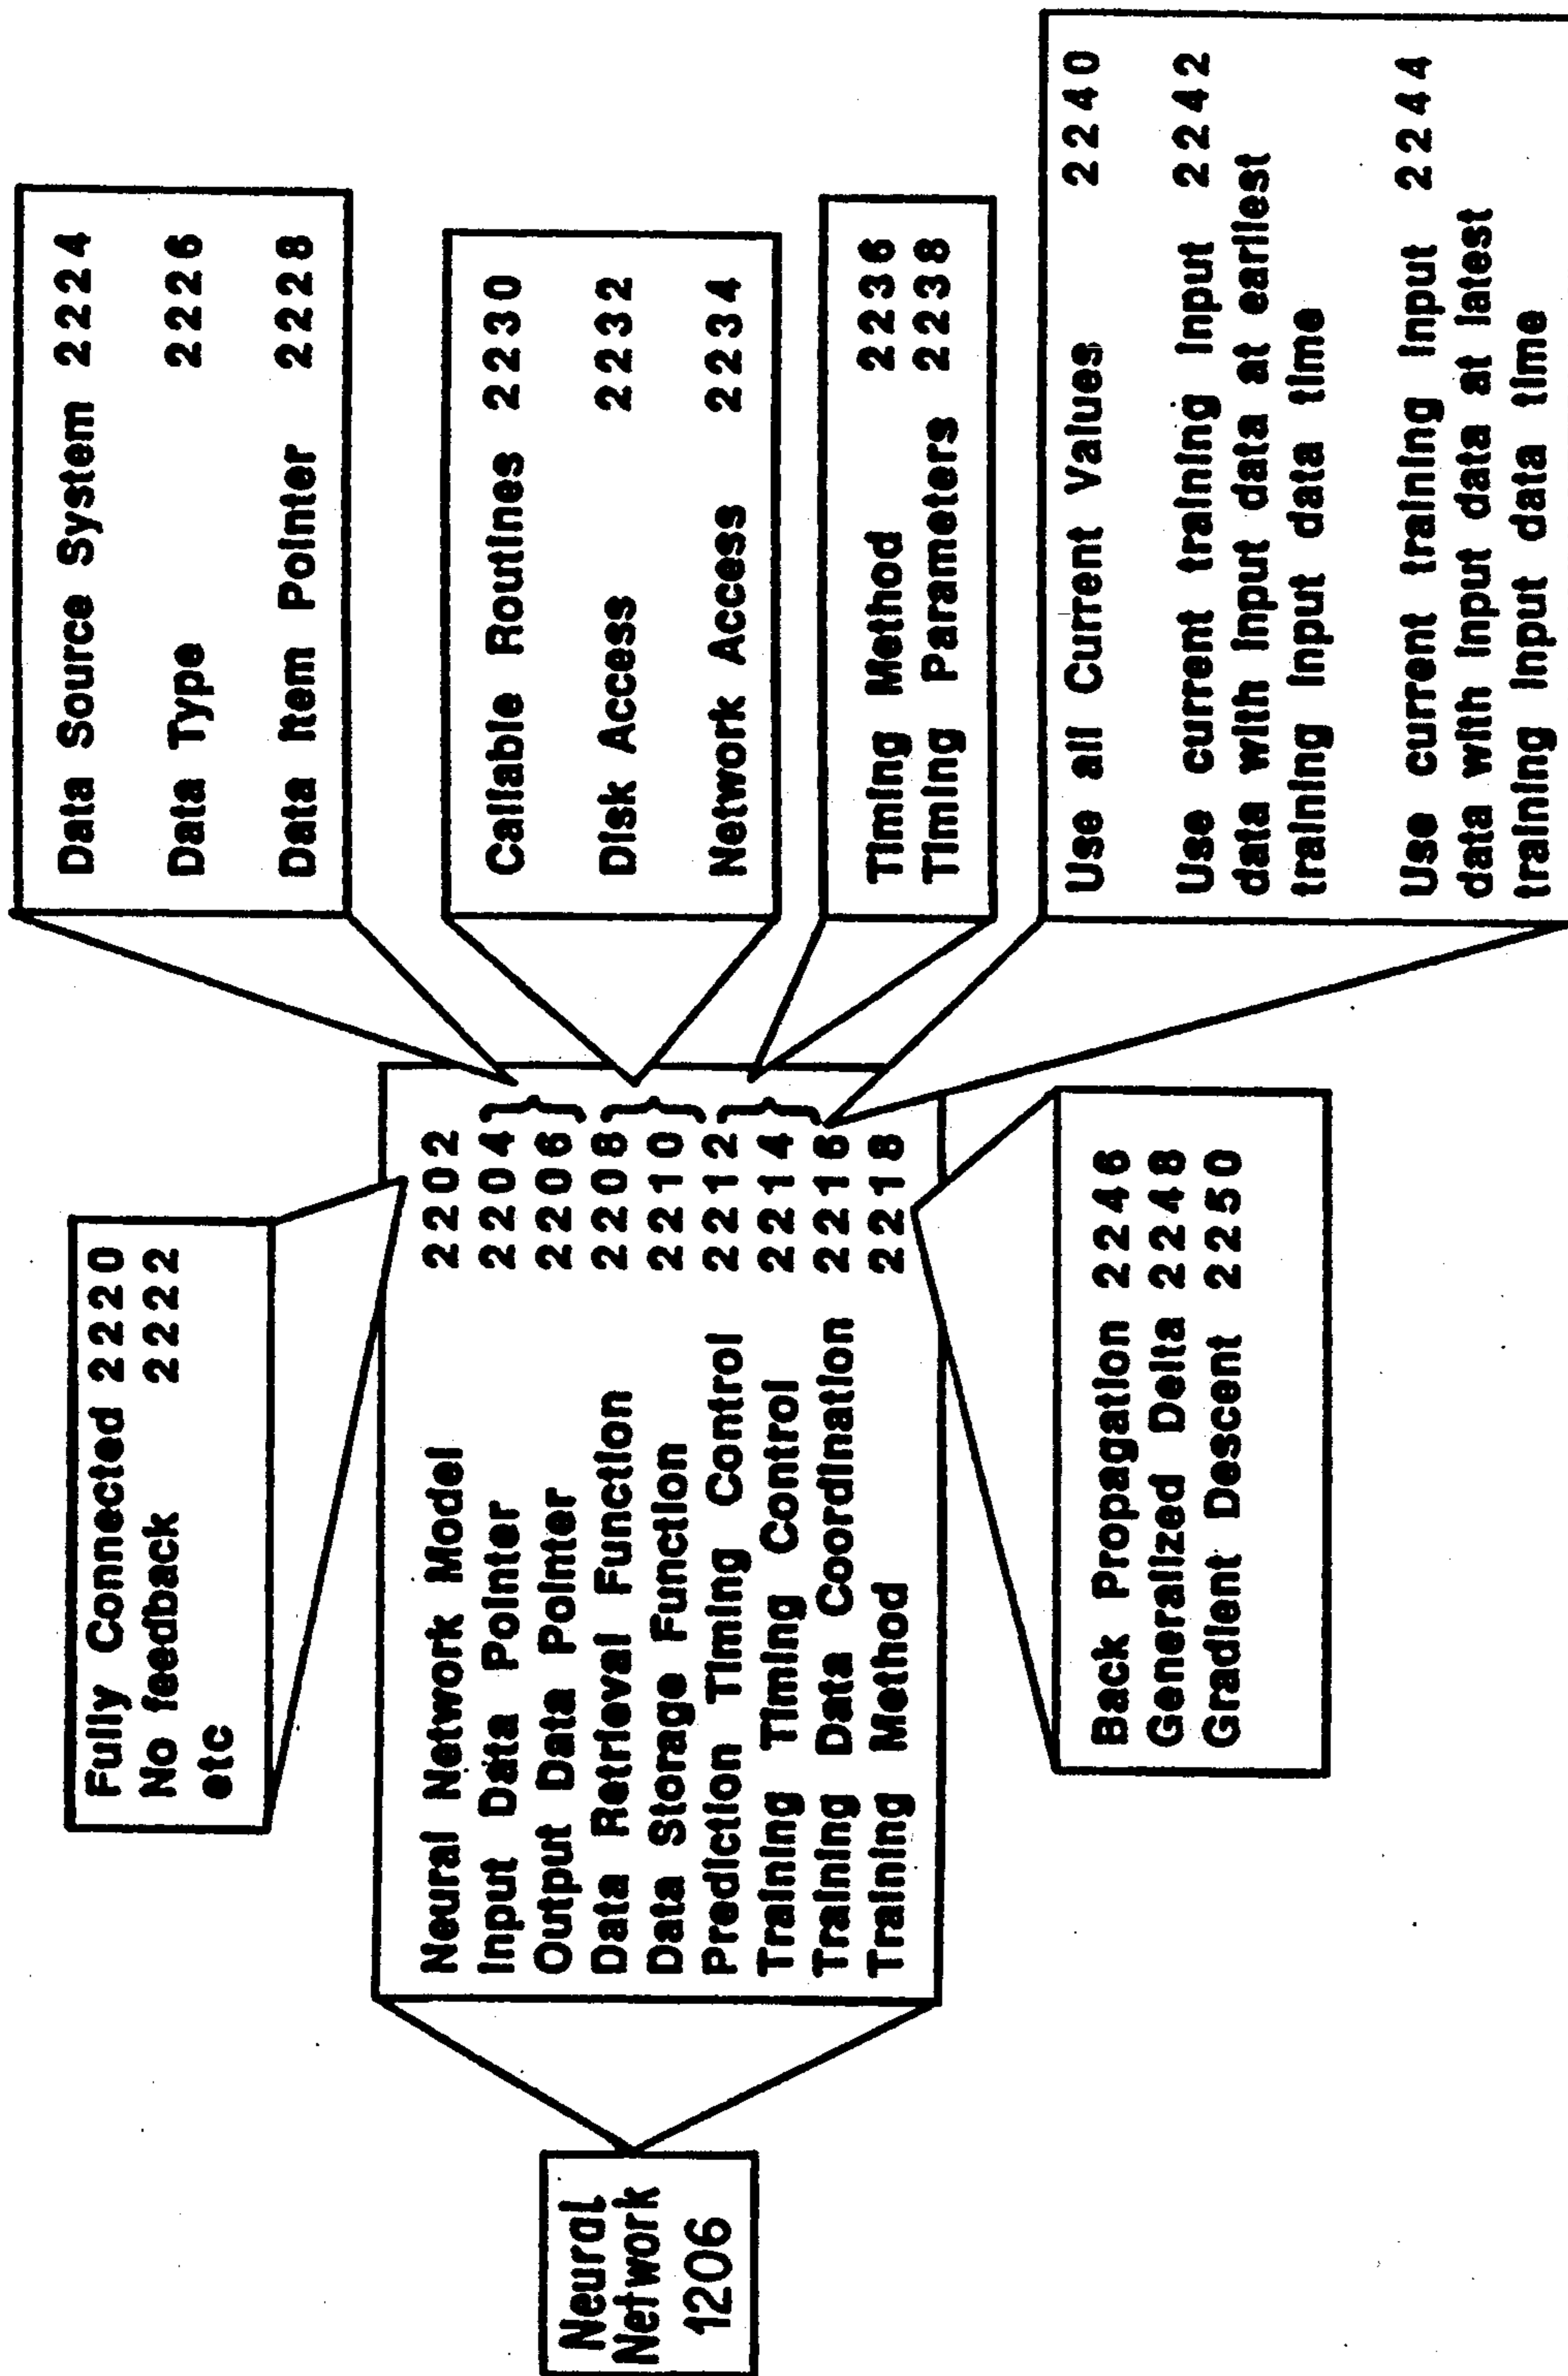 Neural
Network
1206
Fully Connected 2220
No feedback 2222
etc
Neural Network Model 2202
Input Data Pointer 2204
Output Data Pointer 2206
Data Retrieval Function 2208
Data Storage Function 2210
Prediction Timing Control 2212
Training Timing Control 2214
Training Data Coordination 2216
Training Method 2218
Back Propagation 2246
Generalized Delta 2248
Gradient Descent 2250
Data Source System 2224
Data Type 2226
Data Item Pointer 2228
Callable Routines 2230
Disk Access 2232
Network Access 2234
Timing Method 2236
Timing Parameters 2238
Use all Current Values 2240
Use current training input 2242
data with input data at earliest
training input data time
Use current training input 2244
data with input data at latest
training input data time